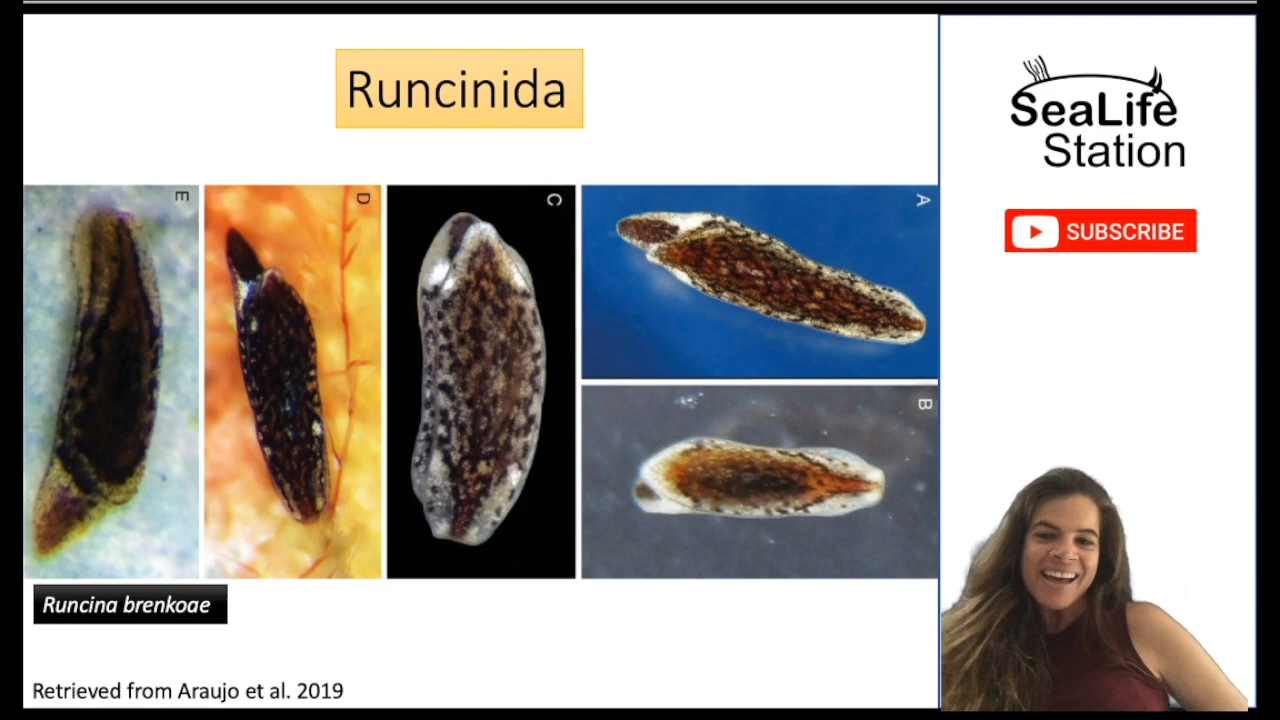 Runcinida
SeaLife
Station
SUBSCRIBE
E
D
C
A
B
Runcina brenkoae
Retrieved from Araujo et al. 2019